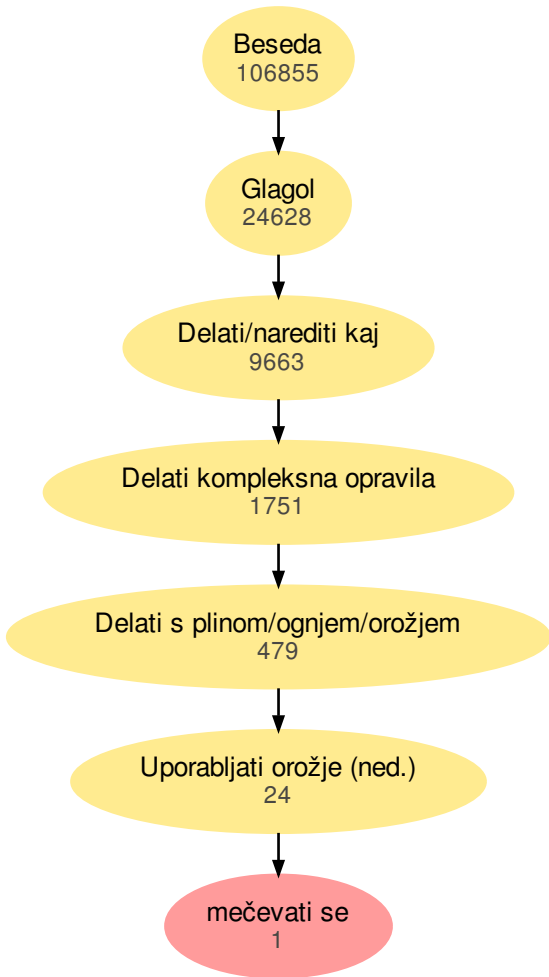 Beseda
106855
Glagol
24628
Delati/narediti kaj
9663
Delati kompleksna opravila
1751
Delati s plinom/ognjem/orožjem
479
Uporabljati orožje (ned.)
24
mečevati se
1